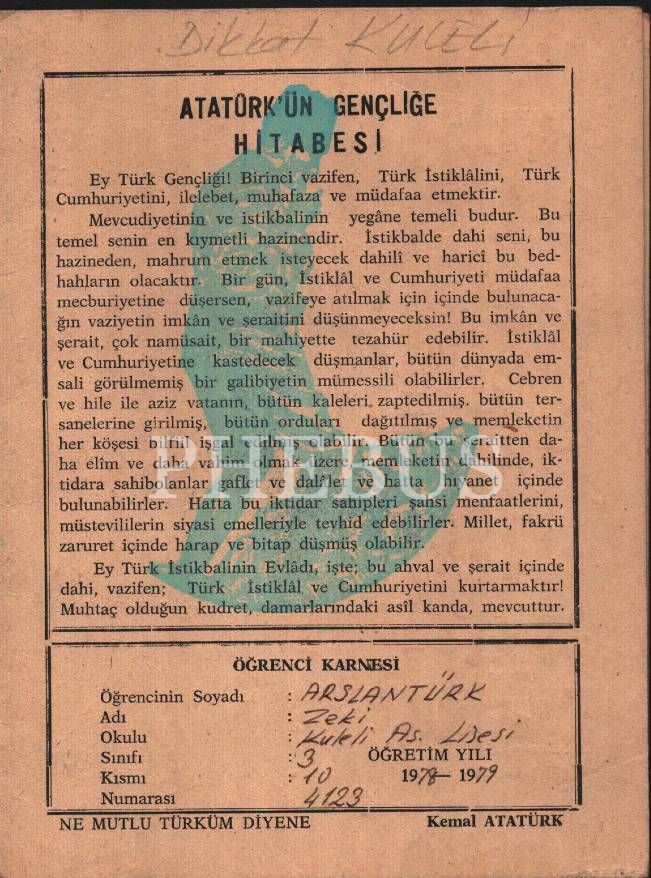 Dikkat KULELİ
ATATÜRK'ÜN GENÇLİĞE
HİTABESİ
Ey Türk Gençliği! Birinci vazifen, Türk İstiklâlini, Türk
Cumhuriyetini, ilelebet, muhafaza ve müdafaa etmektir.
Mevcudiyetinin ve istikbalinin yegâne temeli budur. Bu
temel senin en kıymetli hazinendir. İstikbalde dahi seni, bu
hazineden, mahrum etmek isteyecek dahilî ve haricî bu bed-
hahların olacaktır. Bir gün, İstiklâl ve Cumhuriyeti müdafaa
mecburiyetine düşersen, vazifeye atılmak için içinde bulunaca-
ğın vaziyetin imkân ve şeraitini düşünmeyeceksin! Bu imkân ve
şerait, çok namüsait, bir mahiyette tezahür edebilir. İstiklâl
ve Cumhuriyetine kastedecek düşmanlar, bütün dünyada em-
sali görülmemiş bir galibiyetin mümessili olabilirler. Cebren
ve hile ile aziz vatanın, bütün kaleleri zaptedilmiş. bütün ter-
sanelerine girilmiş, bütün orduları dağıtılmış ve memleketin
her köşesi bilfiil işgal edilmiş olabilir. Bütün bu şeraitten da-
ha elîm ve daha vahim olmak üzere, memleketin dahilinde, ik-
tidara sahibolanlar gaflet ve dalâlet ve hatta hiyanet içinde
bulunabilirler. Hatta bu iktidar sahipleri şahsi menfaatlerini,
müstevlilerin siyasi emelleriyle tevhid edebilirler. Millet, fakrü
zaruret içinde harap ve bitap düşmüş olabilir.
Ey Türk İstikbalinin Evlâdı, işte; bu ahval ve şerait içinde
dahi, vazifen; Türk İstiklâl ve Cumhuriyetini kurtarmaktır!
Muhtaç olduğun kudret, damarlarındaki asîl kanda, mevcuttur.
PHEBUS
ÖĞRENCİ KARNESİ
Öğrencinin Soyadı : ARSLANTÜRK
Adı : Zeki
Okulu : Kuleli As. Lisesi
Sınıfı : 3 ÖĞRETİM YILI
Kısmı : 10 1978- 1979
Numarası 4123
NE MUTLU TÜRKÜM DİYENE Kemal ATATÜRK